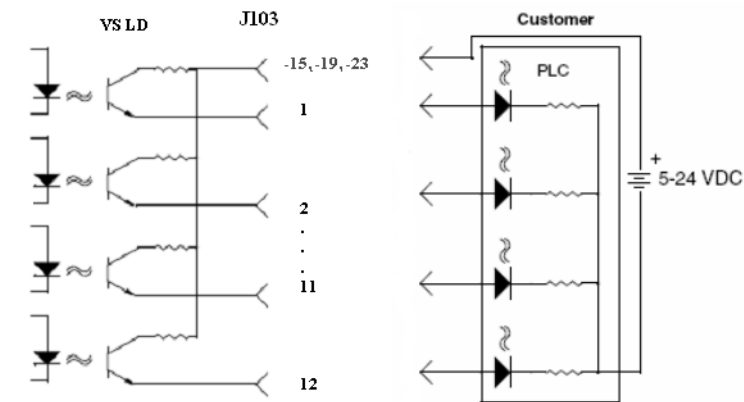 VS LD
J103
Customer
-15,-19,-23
PLC
1
+
5-24 VDC
2
.
.
.
11
12